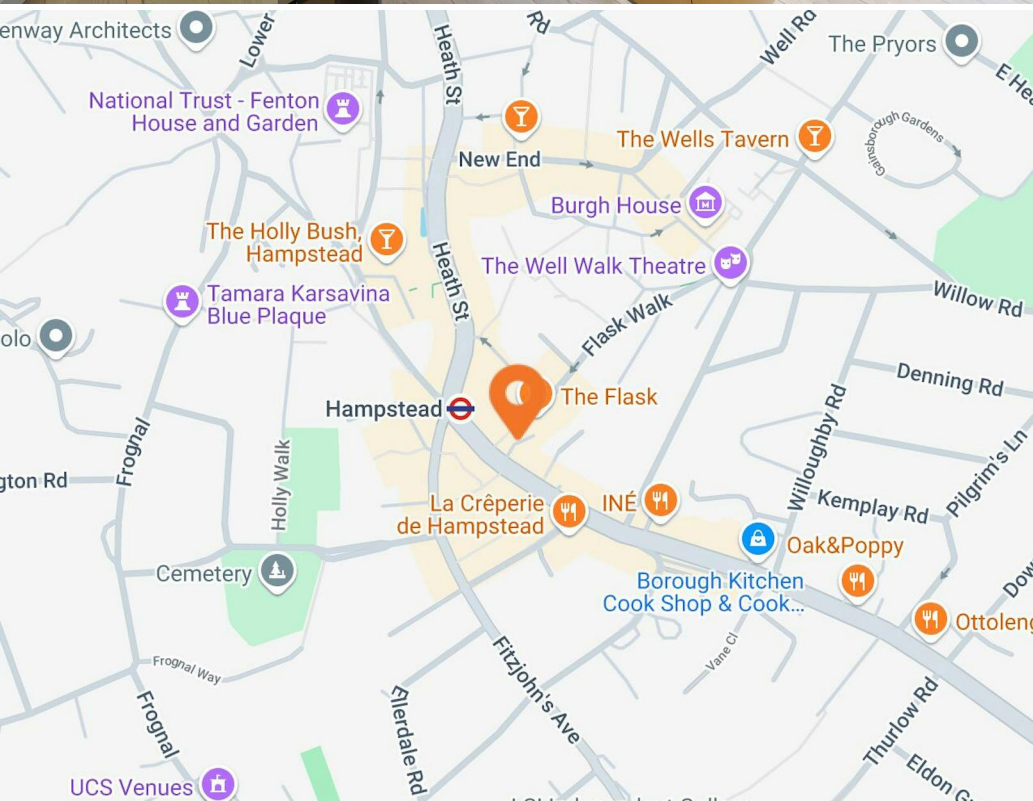 enway Architects
Lower
Heath St
Rd
Well Rd
The Pryors
E He
National Trust - Fenton
House and Garden
The Wells Tavern
Gainsborough Gardens
New End
Burgh House
The Holly Bush,
Hampstead
Heath St
The Well Walk Theatre
Tamara Karsavina
Blue Plaque
Willow Rd
olo
Flask Walk
Denning Rd
The Flask
Hampstead
Frognal
Holly Walk
Willoughby Rd
Pilgrim's Ln
gton Rd
La Crêperie
de Hampstead
INÉ
Kemplay Rd
Oak&Poppy
Cemetery
Borough Kitchen
Cook Shop & Cook...
Dow
Ottoleng
Frognal Way
Vane Cl
Fitzjohn's Ave
Frognal
Ellerdale Rd
Thurlow Rd
Eldon G
UCS Venues